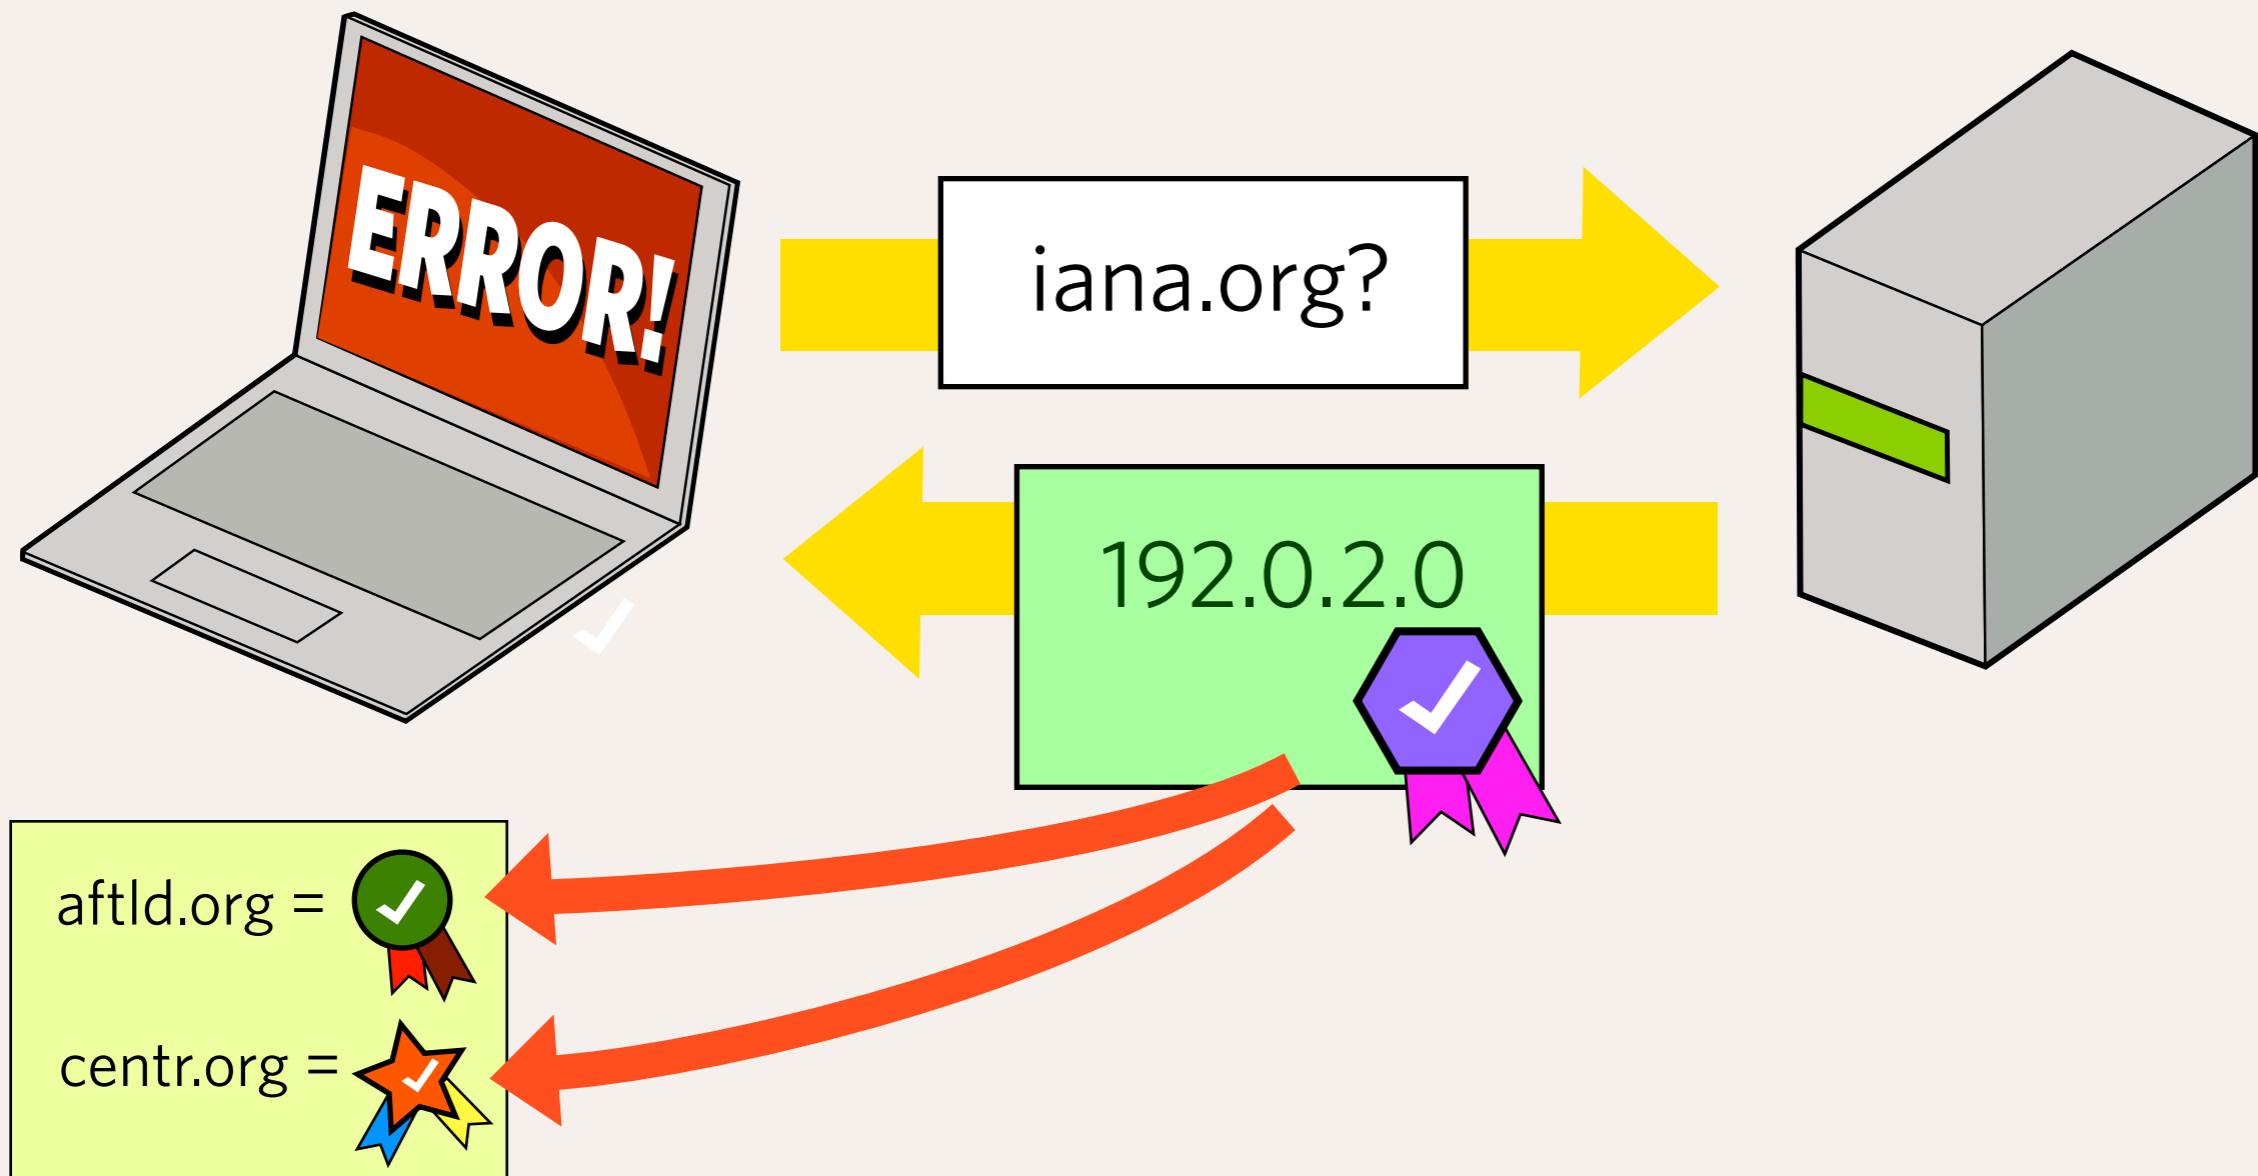 ERROR!
iana.org?
192.0.2.0
aftld.org =
centr.org =